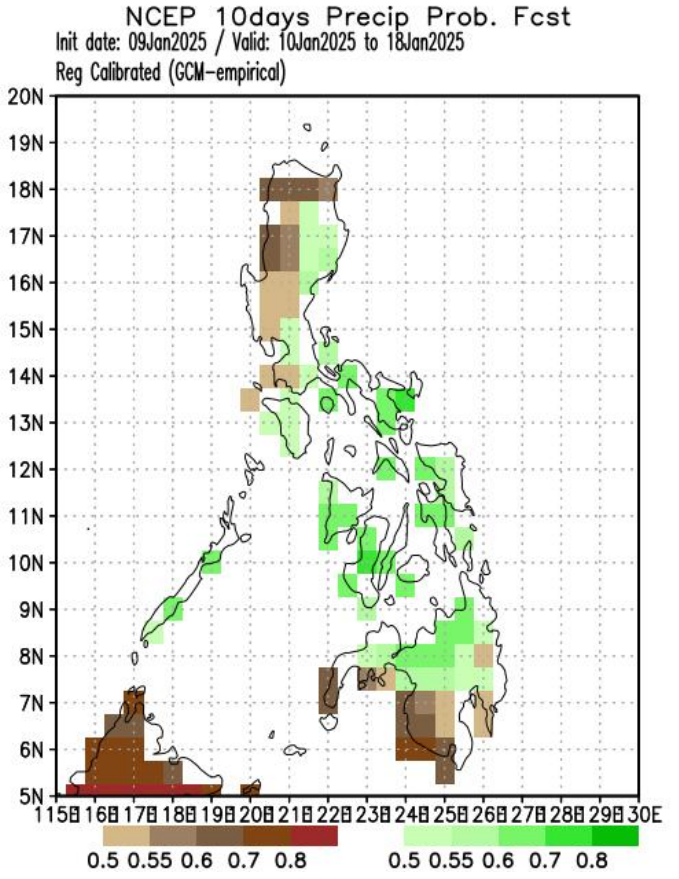 NCEP 10days Precip Prob. Fcst
Init date: 09Jan2025 / Valid: 10Jan2025 to 18Jan2025
Reg Calibrated (GCM-empirical)
20N
19N
18N
17N
16N
15N
14N
13N
12N
11N
10N
9N
8N
7N
6N
5N
115E 116E 117E 118E 119E 120E 121E 122E 123E 124E 125E 126E 127E 128E 129E 130E
0.5 0.55 0.6 0.7 0.8 0.5 0.55 0.6 0.7 0.8